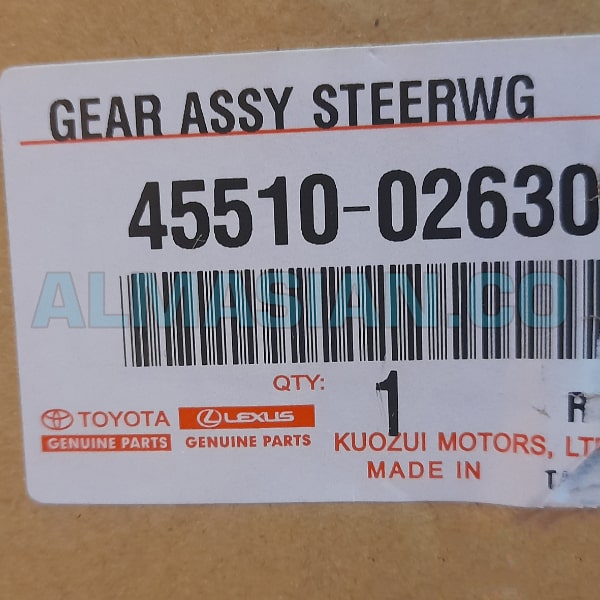 GEAR ASSY STEERWG
45510-02630
ALMASIAN.CO
QTY: 1
R
TOYOTA LEXUS
GENUINE PARTS GENUINE PARTS
KUOZUI MOTORS, LT
MADE IN
TA